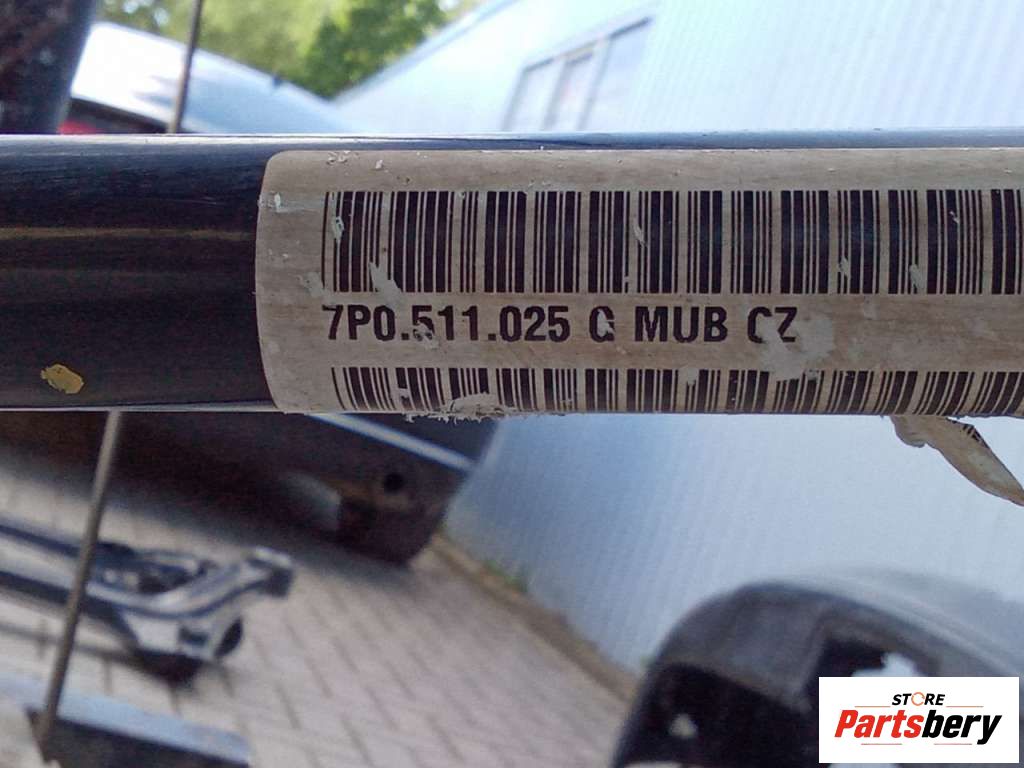 7P0.511.025 G MUB CZ
STORE
Partsbery